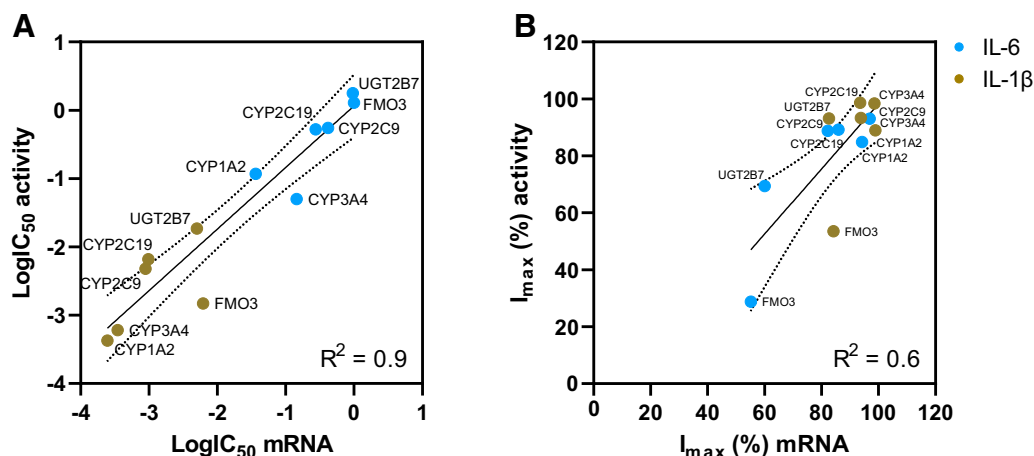 A
LogIC50 activity
1
0
-1
-2
-3
-4
-4
-3
-2
-1
0
1
LogIC50 mRNA
UGT2B7
FMO3
CYP2C19
CYP2C9
CYP1A2
CYP3A4
UGT2B7
CYP2C19
CYP2C9
FMO3
CYP3A4
CYP1A2
R² = 0.9
B
Imax (%) activity
120
100
80
60
40
20
0
0
20
40
60
80
100
120
Imax (%) mRNA
CYP2C19
CYP3A4
UGT2B7
CYP2C9
CYP2C9
CYP3A4
CYP2C19
CYP1A2
CYP1A2
UGT2B7
FMO3
FMO3
R² = 0.6
IL-6
IL-1β